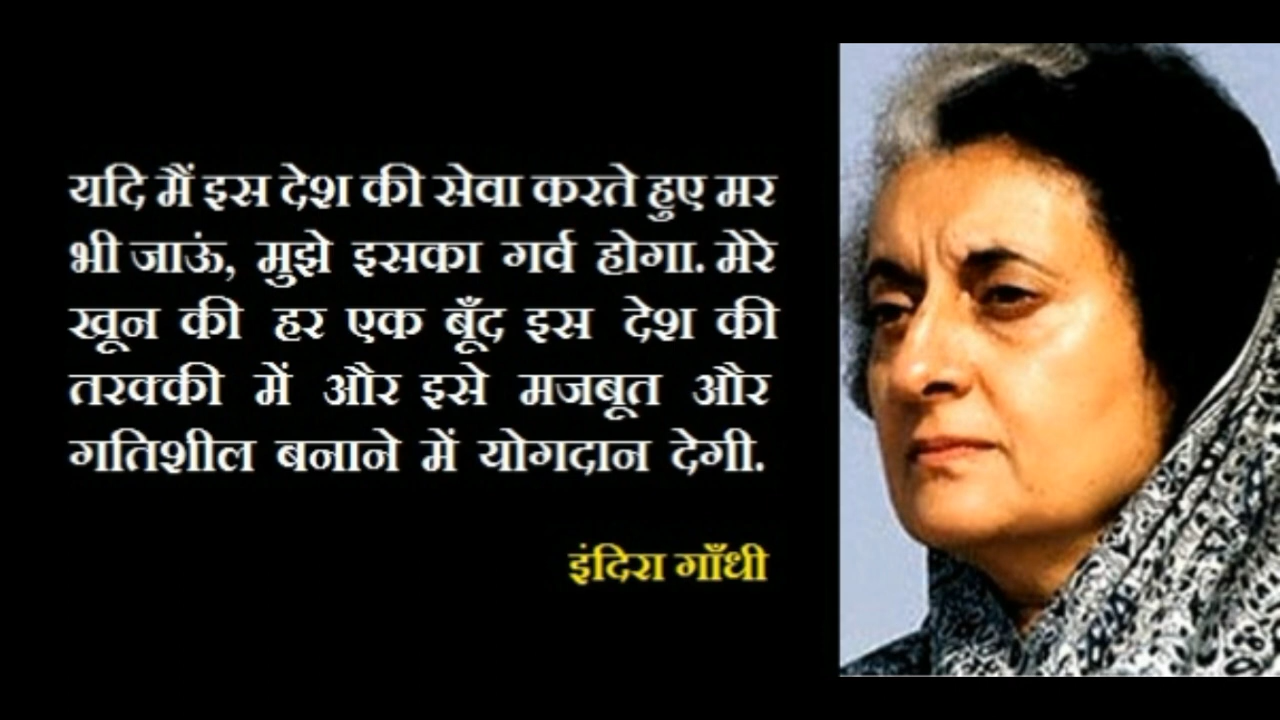 यदि मैं इस देश की सेवा करते हुए मर
भी जाऊं, मुझे इसका गर्व होगा. मेरे
खून की हर एक बूँद इस देश की
तरक्की में और इसे मजबूत और
गतिशील बनाने में योगदान देगी.
इंदिरा गाँधी